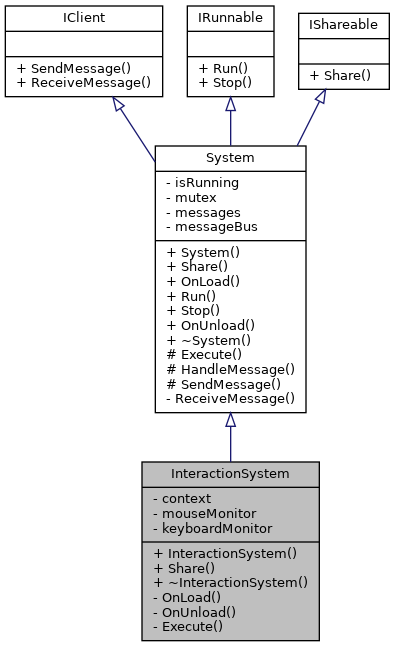 IClient
+ SendMessage()
+ ReceiveMessage()
IRunnable
+ Run()
+ Stop()
IShareable
+ Share()
System
- isRunning
- mutex
- messages
- messageBus
+ System()
+ Share()
+ OnLoad()
+ Run()
+ Stop()
+ OnUnload()
+ ~System()
# Execute()
# HandleMessage()
# SendMessage()
- ReceiveMessage()
InteractionSystem
- context
- mouseMonitor
- keyboardMonitor
+ InteractionSystem()
+ Share()
+ ~InteractionSystem()
- OnLoad()
- OnUnload()
- Execute()